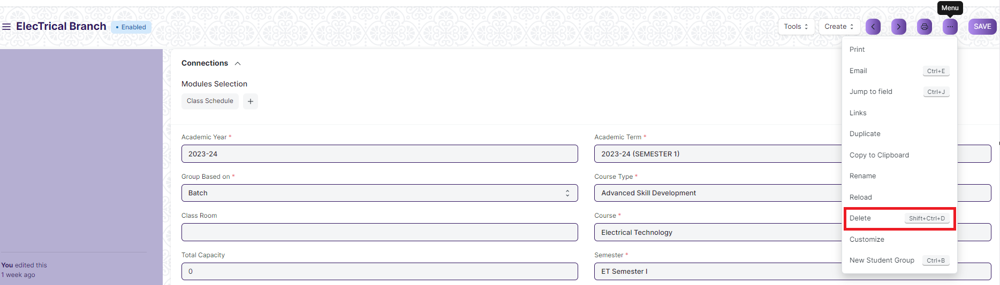 Menu
ElecTrical Branch
• Enabled
Tools
Create
SAVE
Connections
Modules Selection
Class Schedule
+
Academic Year *
2023-24
Academic Term *
2023-24 (SEMESTER 1)
Group Based on *
Batch
Course Type *
Advanced Skill Development
Class Room
Course *
Electrical Technology
Total Capacity
0
Semester *
ET Semester I
You edited this
1 week ago
Print
Email Ctrl+E
Jump to field Ctrl+J
Links
Duplicate
Copy to Clipboard
Rename
Reload
Delete Shift+Ctrl+D
Customize
New Student Group Ctrl+B